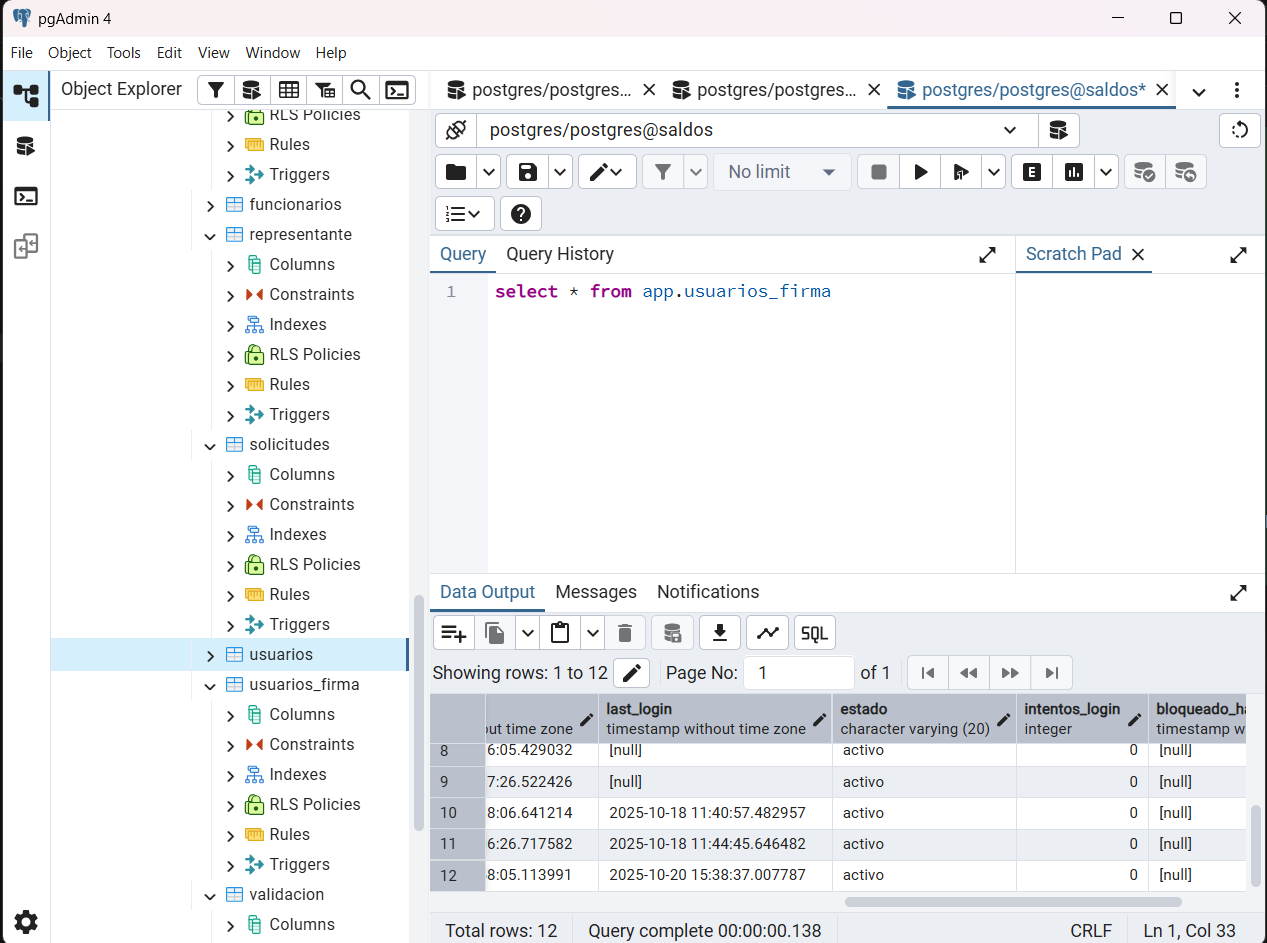 pgAdmin 4
File Object Tools Edit View Window Help
Object Explorer
RLS Policies
Rules
Triggers
funcionarios
representante
Columns
Constraints
Indexes
RLS Policies
Rules
Triggers
solicitudes
Columns
Constraints
Indexes
RLS Policies
Rules
Triggers
usuarios
usuarios_firma
Columns
Constraints
Indexes
RLS Policies
Rules
Triggers
validacion
Columns
postgres/postgres... postgres/postgres... postgres/postgres@saldos*
postgres/postgres@saldos
No limit E
Query Query History Scratch Pad
1 select * from app.usuarios_firma
Data Output Messages Notifications
SQL
Showing rows: 1 to 12 Page No: 1 of 1
last_login estado intentos_login bloqueado_ha
out time zone timestamp without time zone character varying (20) integer timestamp w
8 6:05.429032 [null] activo 0 [null]
9 7:26.522426 [null] activo 0 [null]
10 8:06.641214 2025-10-18 11:40:57.482957 activo 0 [null]
11 6:26.717582 2025-10-18 11:44:45.646482 activo 0 [null]
12 8:05.113991 2025-10-20 15:38:37.007787 activo 0 [null]
Total rows: 12 Query complete 00:00:00.138 CRLF Ln 1, Col 33